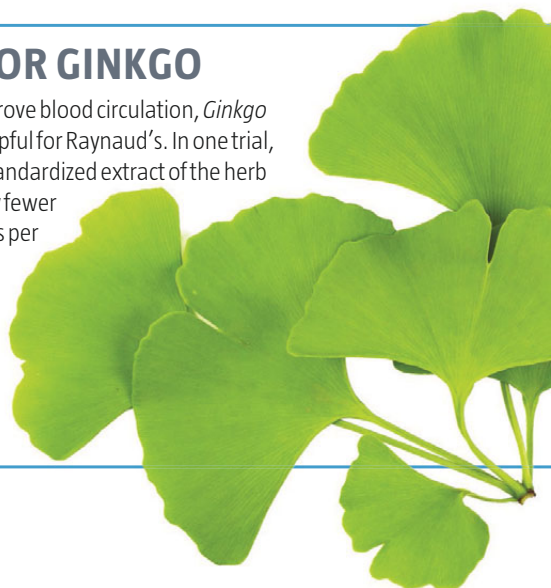 OR GINKGO
rove blood circulation, Ginkgo
pful for Raynaud's. In one trial,
andardized extract of the herb
fewer
s per